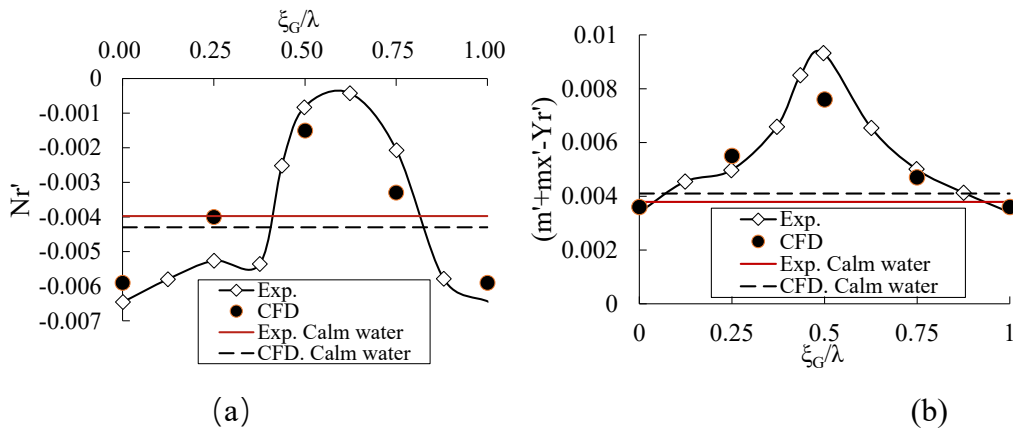 ξG/λ
0.00 0.25 0.50 0.75 1.00
0
-0.001
-0.002
-0.003
-0.004
-0.005
-0.006
-0.007
Nr'
Exp.
CFD
Exp. Calm water
CFD. Calm water
(a)
0.01
0.008
0.006
0.004
0.002
0
(m'+mx'-Yr')
Exp.
CFD
Exp. Calm water
CFD. Calm water
0 0.25 0.5 0.75 1
ξG/λ
(b)